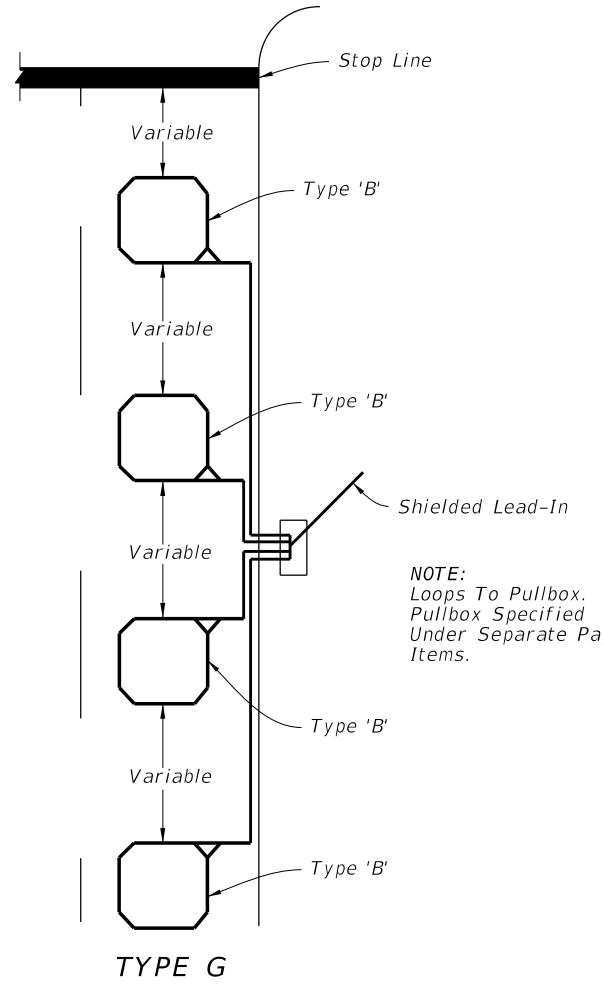 Stop Line
Variable
Type 'B'
Variable
Type 'B'
Shielded Lead-In
Variable
NOTE:
Loops To Pullbox.
Pullbox Specified
Under Separate Pa
Items.
Type 'B'
Variable
Type 'B'
TYPE G